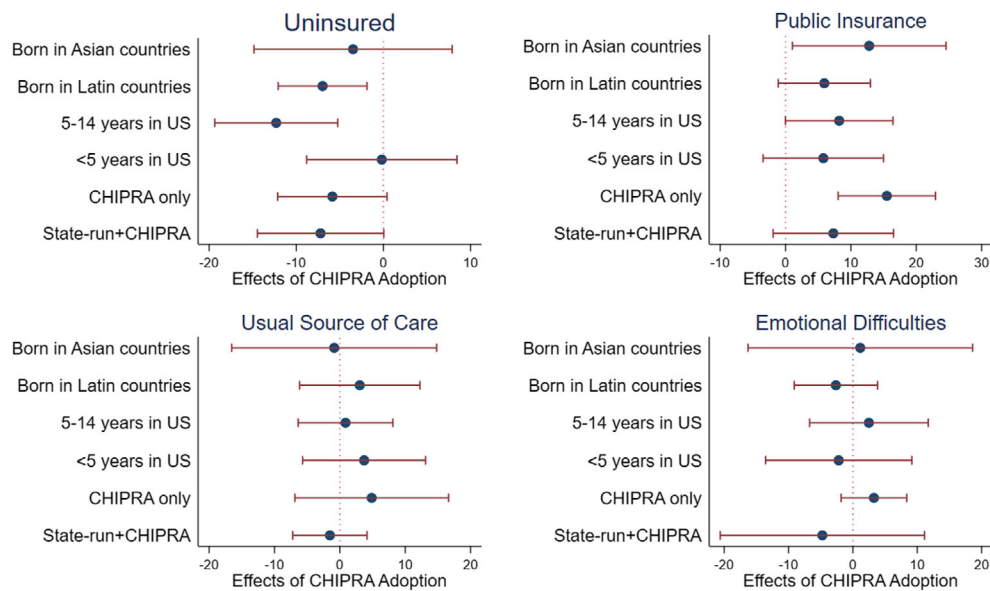 Uninsured
Born in Asian countries
Born in Latin countries
5-14 years in US
<5 years in US
CHIPRA only
State-run+CHIPRA
-20 -10 0 10
Effects of CHIPRA Adoption
Public Insurance
Born in Asian countries
Born in Latin countries
5-14 years in US
<5 years in US
CHIPRA only
State-run+CHIPRA
-10 0 10 20 30
Effects of CHIPRA Adoption
Usual Source of Care
Born in Asian countries
Born in Latin countries
5-14 years in US
<5 years in US
CHIPRA only
State-run+CHIPRA
-20 -10 0 10 20
Effects of CHIPRA Adoption
Emotional Difficulties
Born in Asian countries
Born in Latin countries
5-14 years in US
<5 years in US
CHIPRA only
State-run+CHIPRA
-20 -10 0 10 20
Effects of CHIPRA Adoption